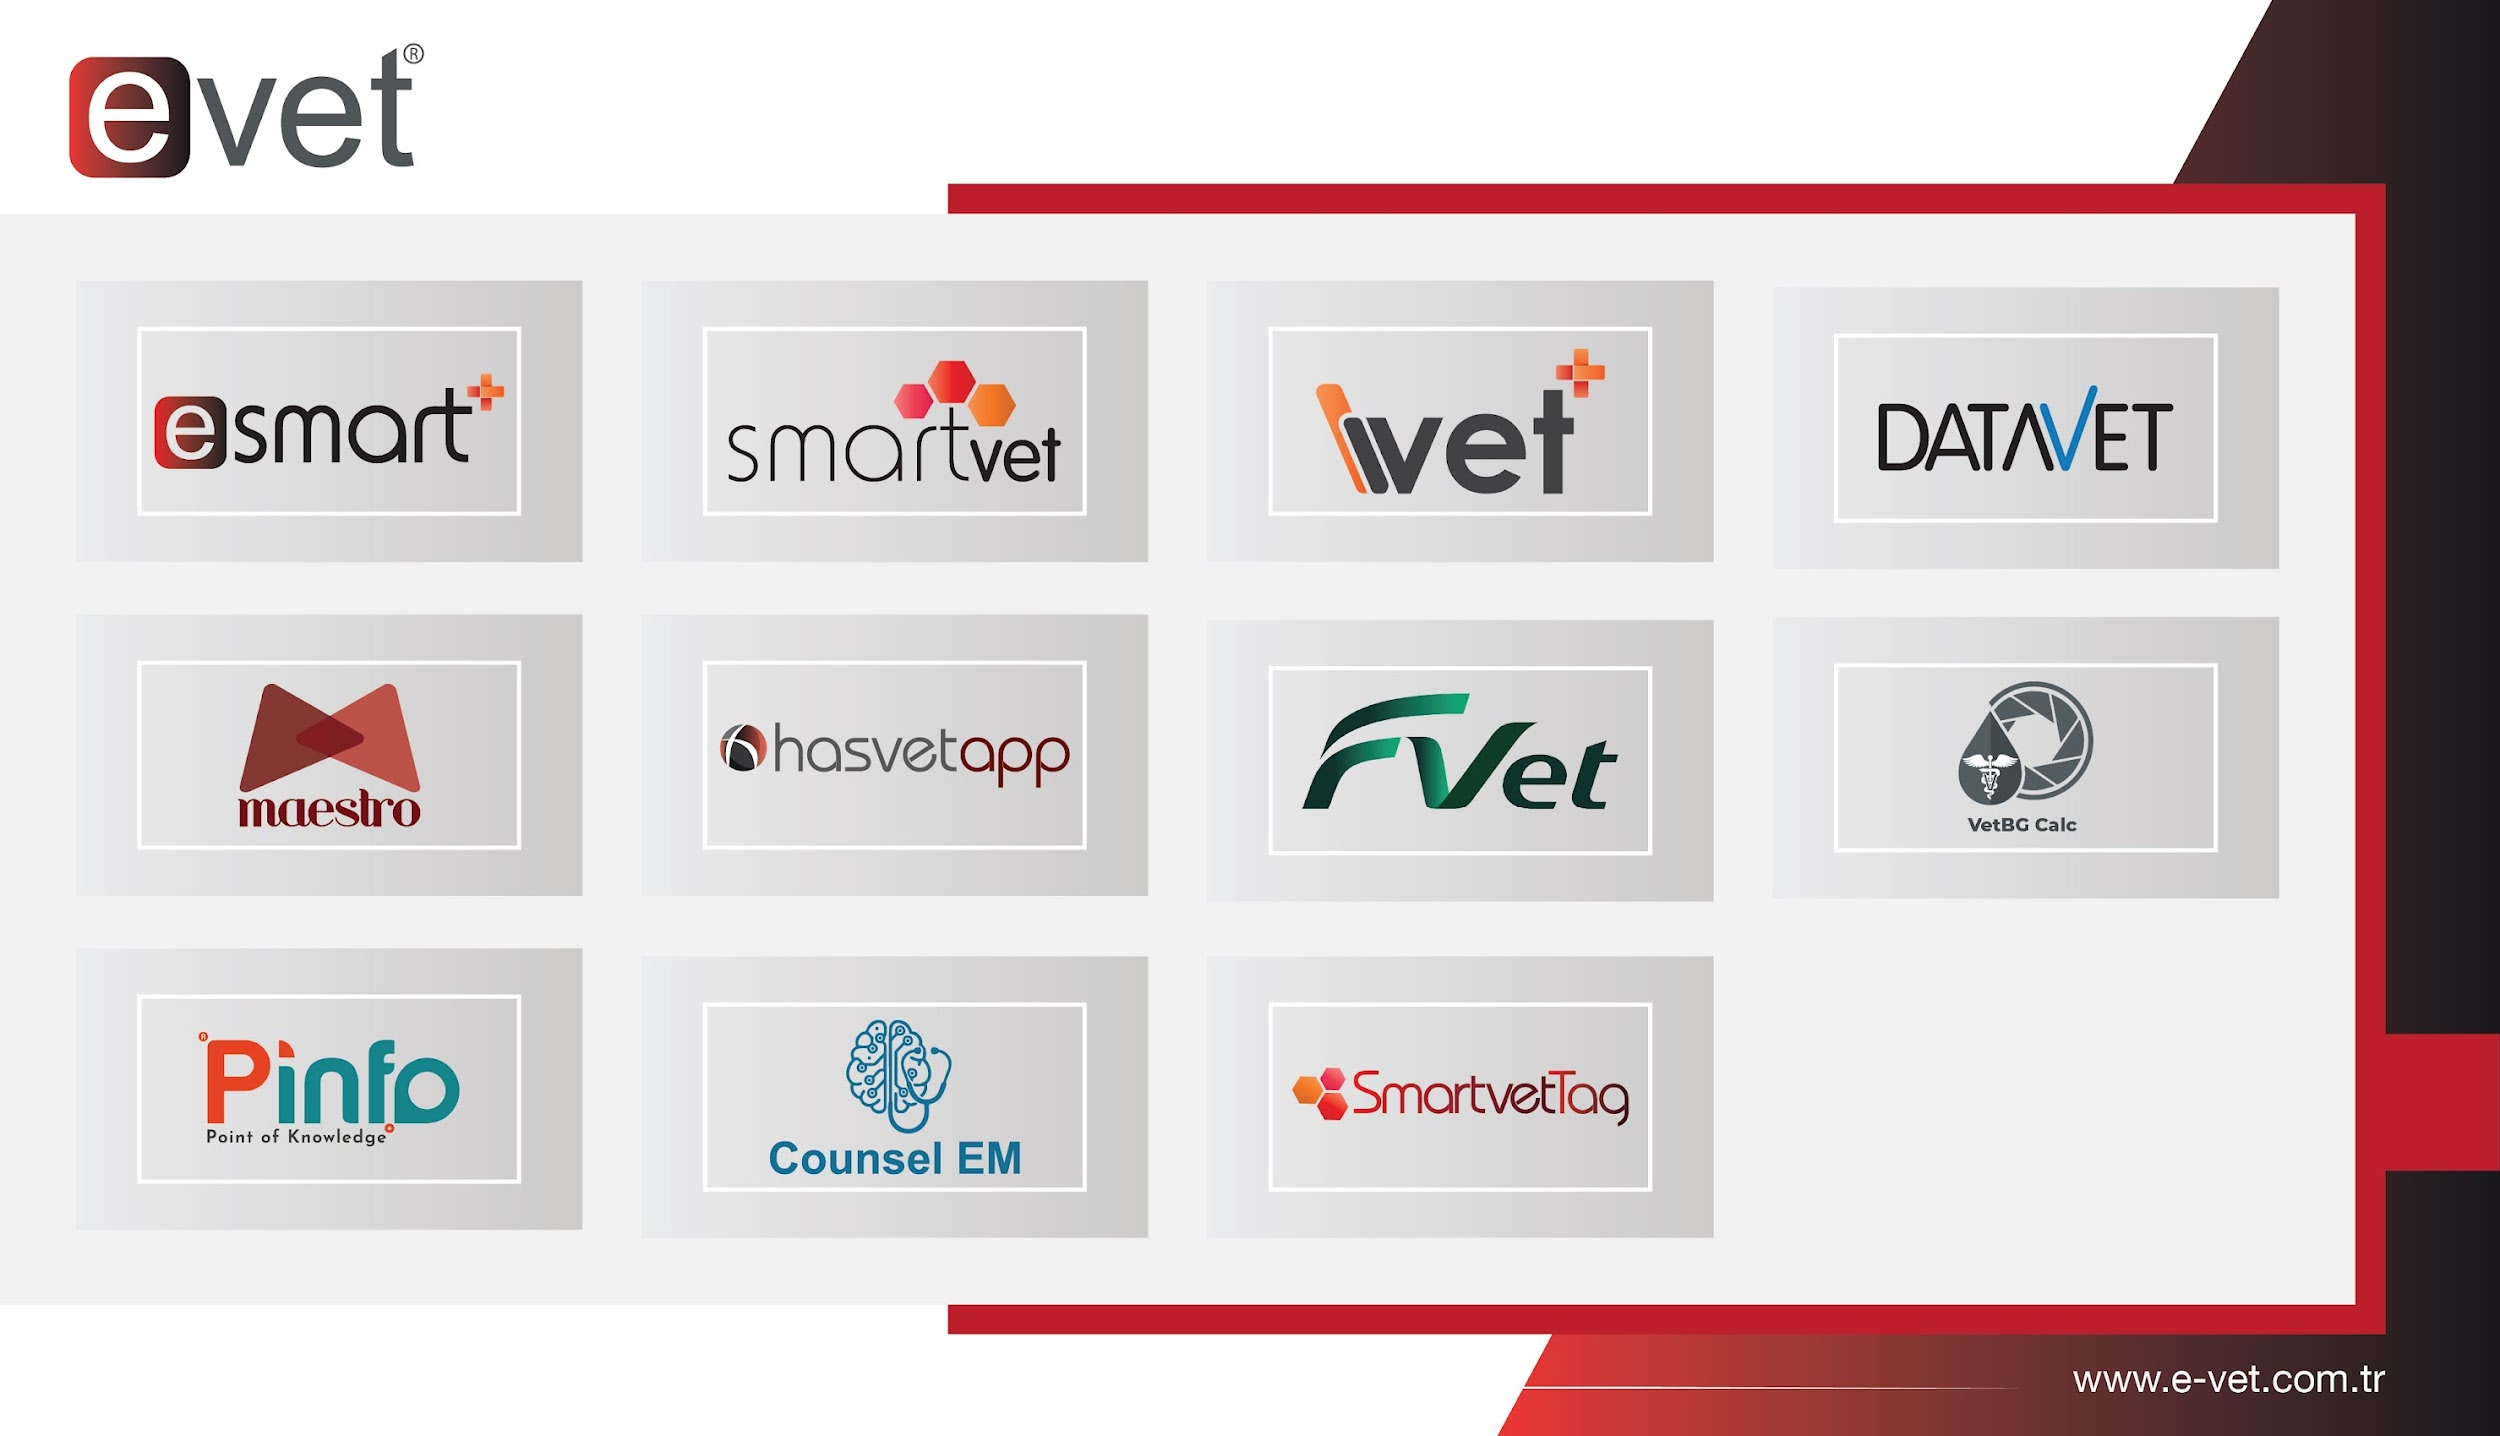 evet®
esmart+
smartvet
ivet+
DATAVET
maestro
hasvetapp
FVet
VetBG Calc
Pinfo®
Point of Knowledge
Counsel EM
SmartvetTag
www.e-vet.com.tr